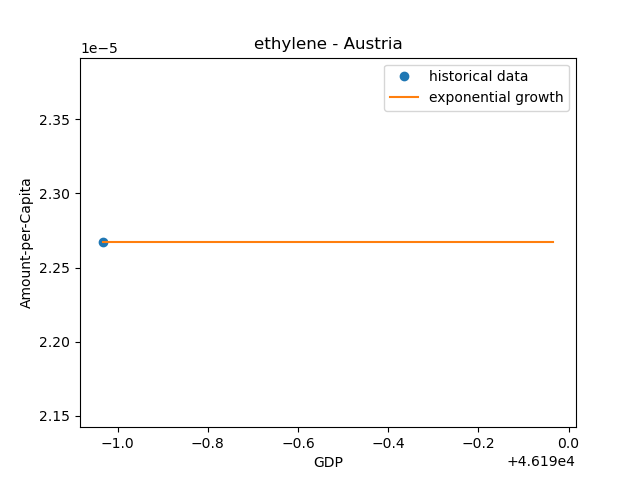 ethylene - Austria
1e−5
historical data
exponential growth
2.35
2.30
2.25
2.20
2.15
Amount-per-Capita
−1.0 −0.8 −0.6 −0.4 −0.2 0.0
GDP
+4.619e4